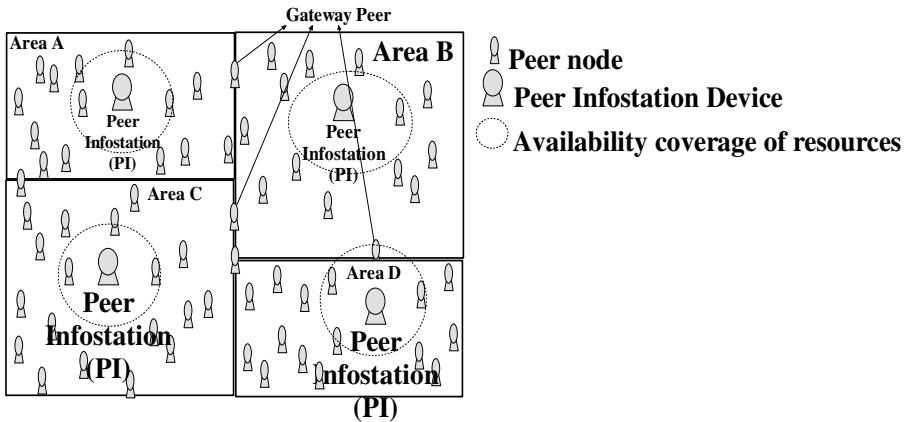 Gateway Peer
Area A
Peer
Infostation
(PI)
Area B
Peer
Infostation
(PI)
Peer node
Peer Infostation Device
Availability coverage of resources
Area C
Peer
Infostation
(PI)
Area D
Peer
Infostation
(PI)